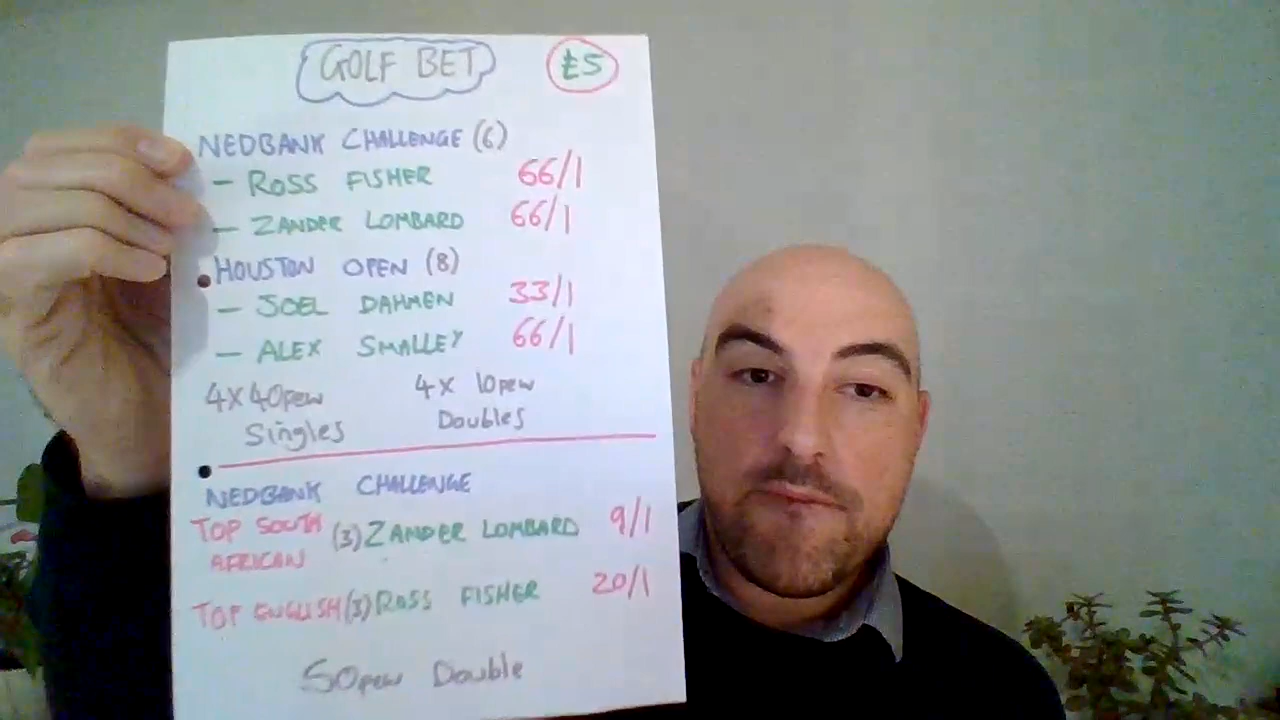 GOLF BET £5
NEDBANK CHALLENGE (6)
- ROSS FISHER 66/1
- ZANDER LOMBARD 66/1
HOUSTON OPEN (8)
- JOEL DAHMEN 33/1
- ALEX SMALLEY 66/1
4X40pew 4X 10pew
Singles Doubles
NEDBANK CHALLENGE
TOP SOUTH AFRICAN (3) ZANDER LOMBARD 9/1
TOP ENGLISH (3) ROSS FISHER 20/1
50pew Double